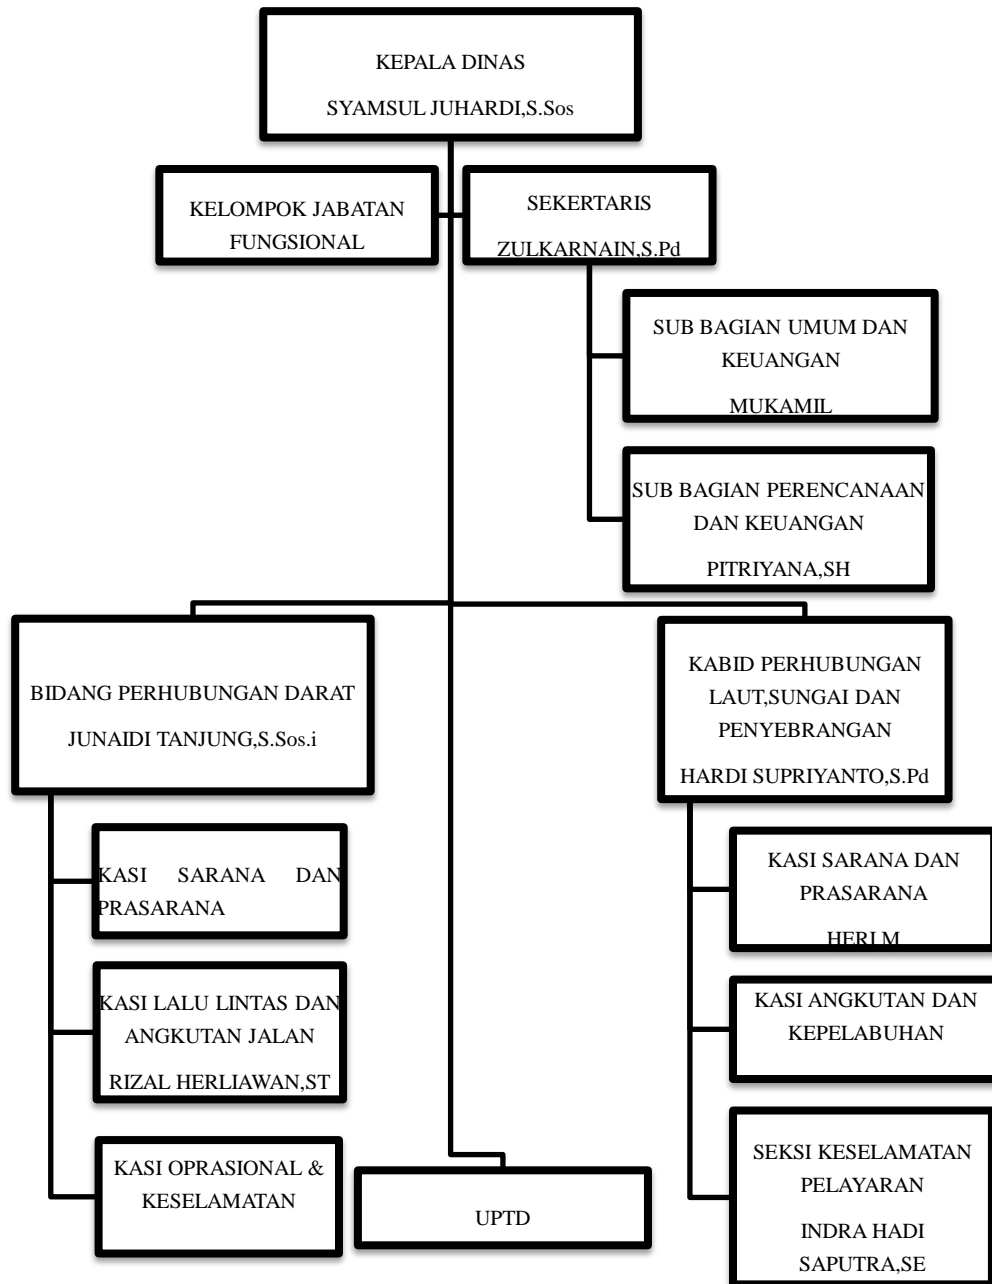 KEPALA DINAS
SYAMSUL JUHARDI,S.Sos
KELOMPOK JABATAN
FUNGSIONAL
SEKERTARIS
ZULKARNAIN,S.Pd
SUB BAGIAN UMUM DAN
KEUANGAN
MUKAMIL
SUB BAGIAN PERENCANAAN
DAN KEUANGAN
PITRIYANA,SH
BIDANG PERHUBUNGAN DARAT
JUNAIDI TANJUNG,S.Sos.i
KASI SARANA DAN
PRASARANA
KASI LALU LINTAS DAN
ANGKUTAN JALAN
RIZAL HERLIAWAN,ST
KASI OPRASIONAL &
KESELAMATAN
UPTD
KABID PERHUBUNGAN
LAUT,SUNGAI DAN
PENYEBRANGAN
HARDI SUPRIYANTO,S.Pd
KASI SARANA DAN
PRASARANA
HERI.M
KASI ANGKUTAN DAN
KEPELABUHAN
SEKSI KESELAMATAN
PELAYARAN
INDRA HADI
SAPUTRA,SE